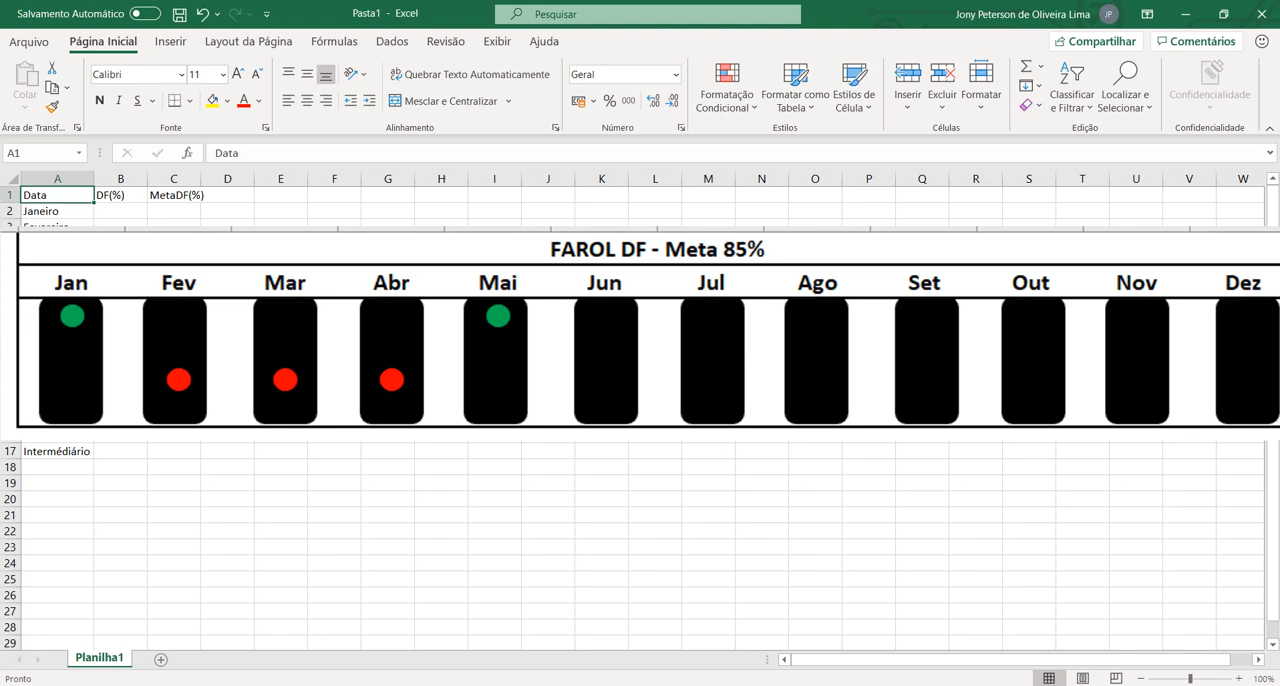 Salvamento Automático Pasta1 - Excel Pesquisar Jony Peterson de Oliveira Lima JP
Arquivo Página Inicial Inserir Layout da Página Fórmulas Dados Revisão Exibir Ajuda Compartilhar Comentários
Colar Calibri 11 Quebrar Texto Automaticamente Geral
N I S A Mesclar e Centralizar % 000
Formatação Condicional Formatar como Tabela Estilos de Célula Inserir Excluir Formatar Classificar e Filtrar Localizar e Selecionar Confidencialidade
Área de Transf... Fonte Alinhamento Número Estilos Células Edição Confidencialidade
A1 fx Data
A B C D E F G H I J K L M N O P Q R S T U V W
1 Data DF(%) MetaDF(%)
2 Janeiro
3 Fevereiro
FAROL DF - Meta 85%
Jan Fev Mar Abr Mai Jun Jul Ago Set Out Nov Dez
17 Intermédiário
18
19
20
21
22
23
24
25
26
27
28
29
Planilha1
Pronto 100%